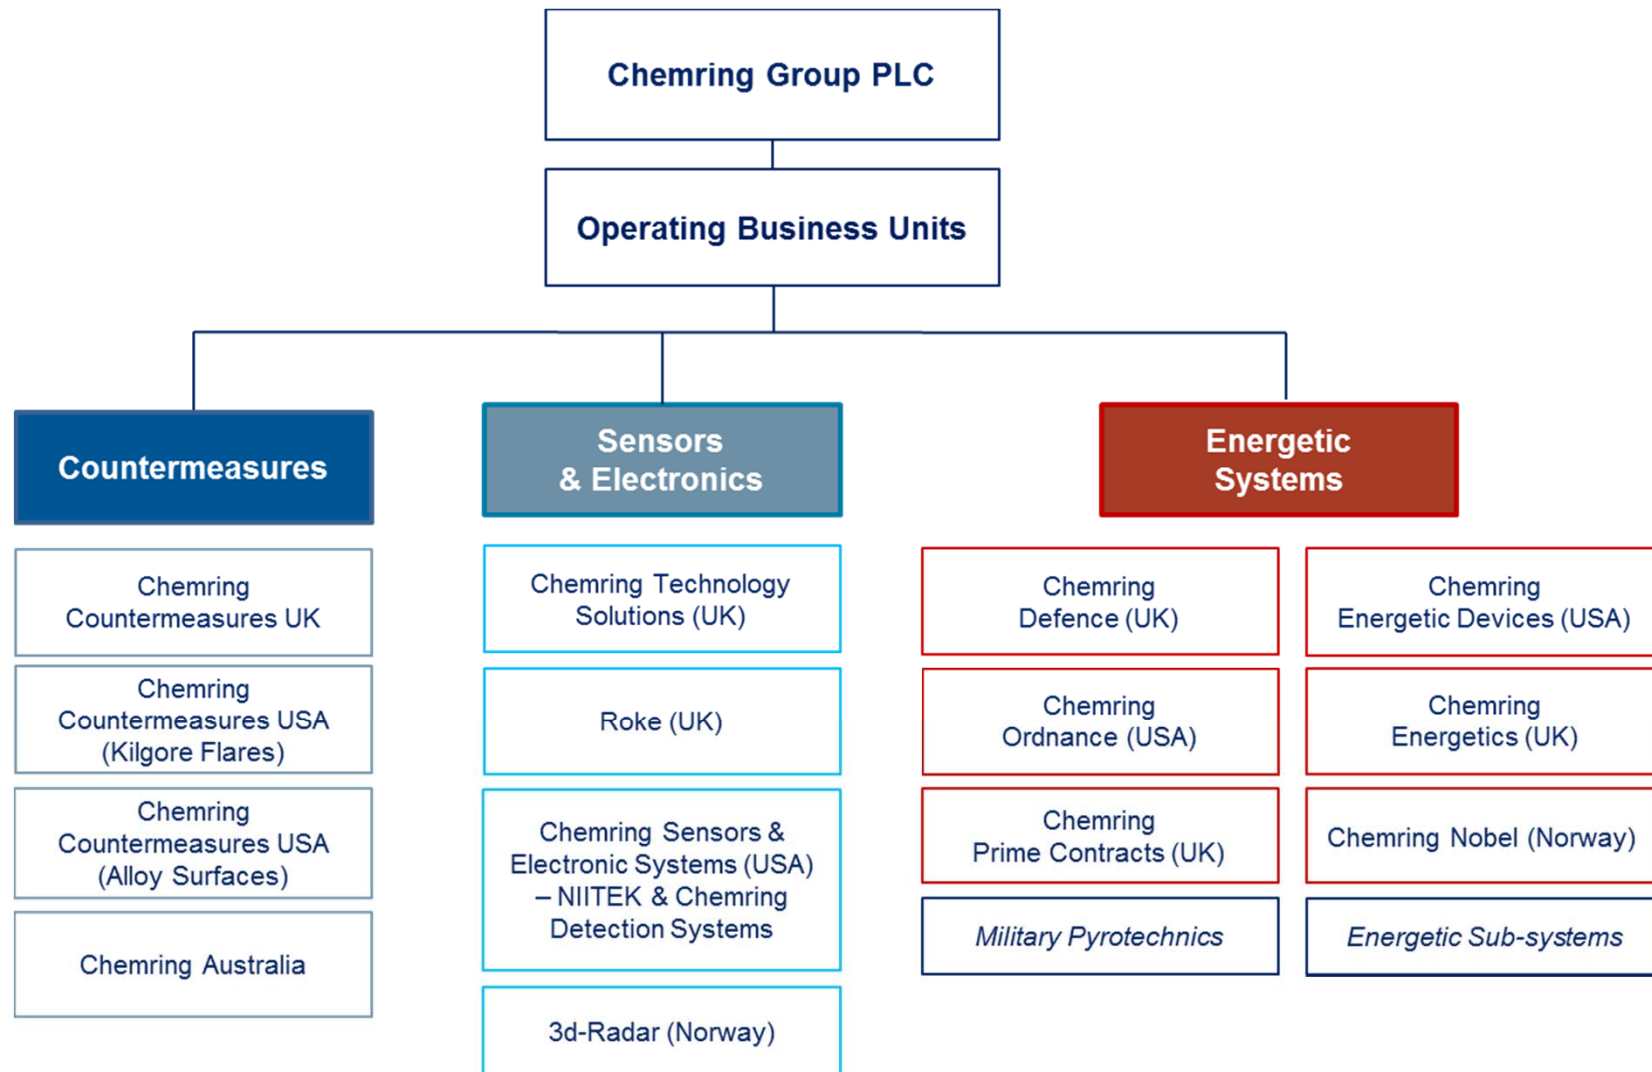 Chemring Group PLC
Operating Business Units
Countermeasures
Chemring
Countermeasures UK
Chemring
Countermeasures USA
(Kilgore Flares)
Chemring
Countermeasures USA
(Alloy Surfaces)
Chemring Australia
Sensors
& Electronics
Chemring Technology
Solutions (UK)
Roke (UK)
Chemring Sensors &
Electronic Systems (USA)
– NIITEK & Chemring
Detection Systems
3d-Radar (Norway)
Energetic
Systems
Chemring
Defence (UK)
Chemring
Ordnance (USA)
Chemring
Prime Contracts (UK)
Military Pyrotechnics
Chemring
Energetic Devices (USA)
Chemring
Energetics (UK)
Chemring Nobel (Norway)
Energetic Sub-systems